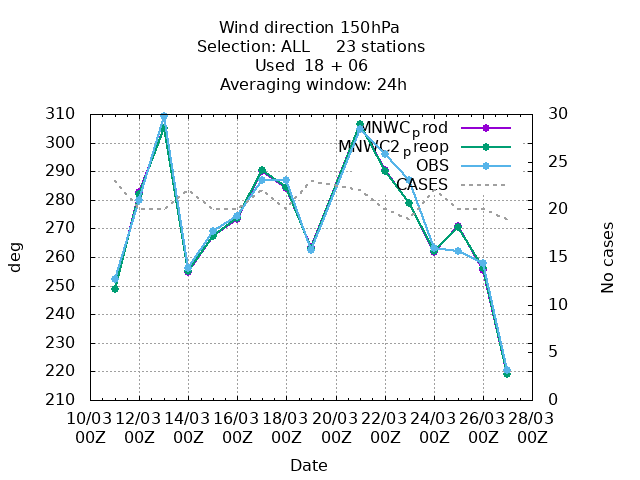 Wind direction 150hPa
Selection: ALL 23 stations
Used 18 + 06
Averaging window: 24h
310
300
290
280
270
260
250
240
230
220
210
30
25
20
15
10
5
0
MNWC_prod
MNWC2_preop
OBS
CASES
deg
No cases
10/03 12/03 14/03 16/03 18/03 20/03 22/03 24/03 26/03 28/03
00Z 00Z 00Z 00Z 00Z 00Z 00Z 00Z 00Z 00Z
Date